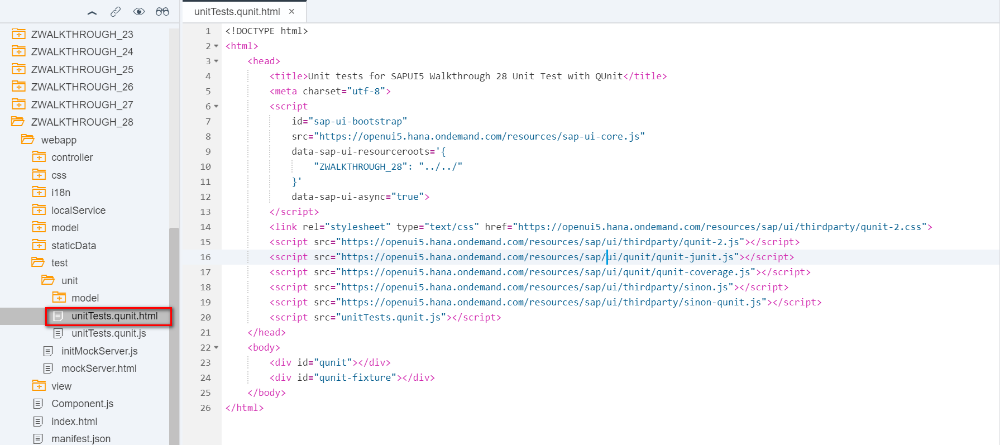 ZWALKTHROUGH_23
ZWALKTHROUGH_24
ZWALKTHROUGH_25
ZWALKTHROUGH_26
ZWALKTHROUGH_27
ZWALKTHROUGH_28
webapp
controller
css
i18n
localService
model
staticData
test
unit
model
unitTests.qunit.html
unitTests.qunit.js
initMockServer.js
mockServer.html
view
Component.js
index.html
manifest.json
unitTests.qunit.html ×
1 <!DOCTYPE html>
2 <html>
3 <head>
4 <title>Unit tests for SAPUI5 Walkthrough 28 Unit Test with QUnit</title>
5 <meta charset="utf-8">
6 <script
7 id="sap-ui-bootstrap"
8 src="https://openui5.hana.ondemand.com/resources/sap-ui-core.js"
9 data-sap-ui-resourceroots='{
10 "ZWALKTHROUGH_28": "../../"
11 }'
12 data-sap-ui-async="true">
13 </script>
14 <link rel="stylesheet" type="text/css" href="https://openui5.hana.ondemand.com/resources/sap/ui/thirdparty/qunit-2.css">
15 <script src="https://openui5.hana.ondemand.com/resources/sap/ui/thirdparty/qunit-2.js"></script>
16 <script src="https://openui5.hana.ondemand.com/resources/sap/ui/qunit/qunit-junit.js"></script>
17 <script src="https://openui5.hana.ondemand.com/resources/sap/ui/qunit/qunit-coverage.js"></script>
18 <script src="https://openui5.hana.ondemand.com/resources/sap/ui/thirdparty/sinon.js"></script>
19 <script src="https://openui5.hana.ondemand.com/resources/sap/ui/thirdparty/sinon-qunit.js"></script>
20 <script src="unitTests.qunit.js"></script>
21 </head>
22 <body>
23 <div id="qunit"></div>
24 <div id="qunit-fixture"></div>
25 </body>
26 </html>